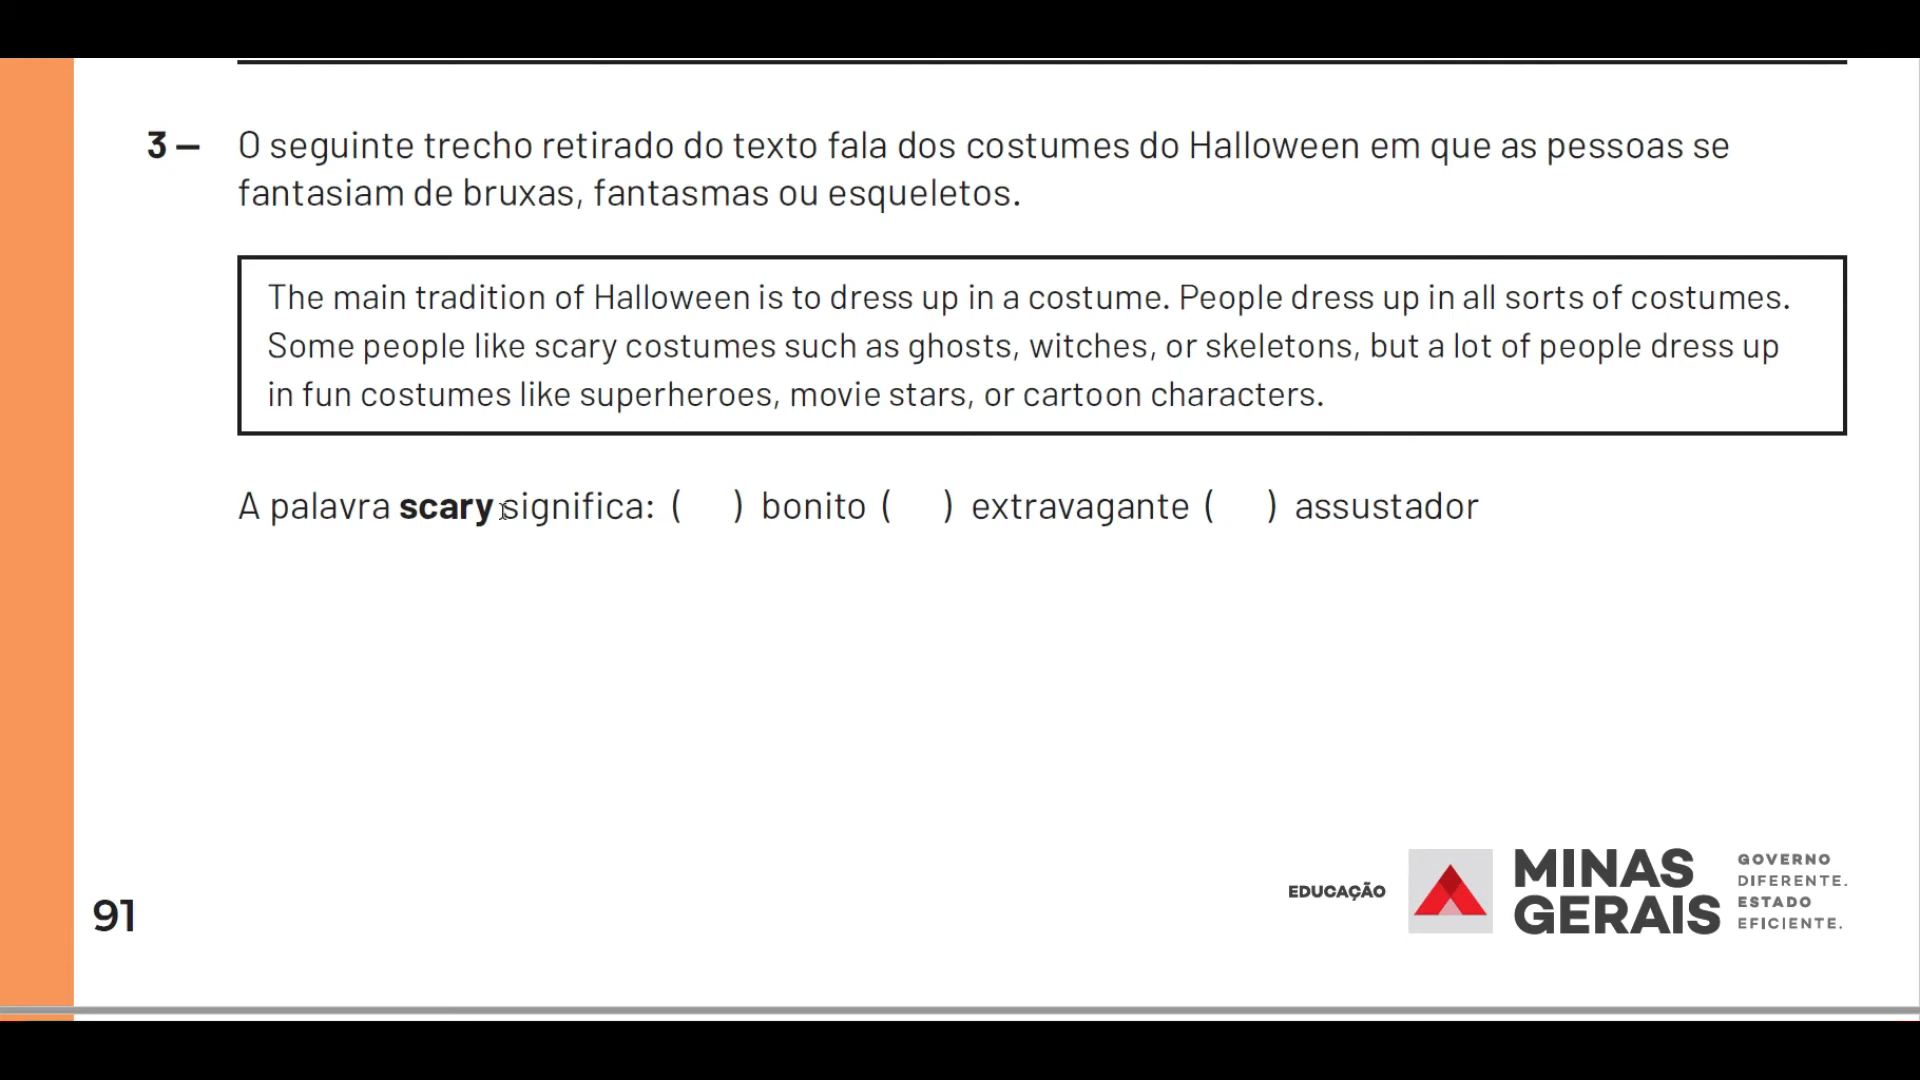 3 — O seguinte trecho retirado do texto fala dos costumes do Halloween em que as pessoas se
fantasiam de bruxas, fantasmas ou esqueletos.
The main tradition of Halloween is to dress up in a costume. People dress up in all sorts of costumes.
Some people like scary costumes such as ghosts, witches, or skeletons, but a lot of people dress up
in fun costumes like superheroes, movie stars, or cartoon characters.
A palavra scary significa: (   ) bonito (   ) extravagante (   ) assustador
91
EDUCAÇÃO
MINAS
GERAIS
GOVERNO
DIFERENTE.
ESTADO
EFICIENTE.